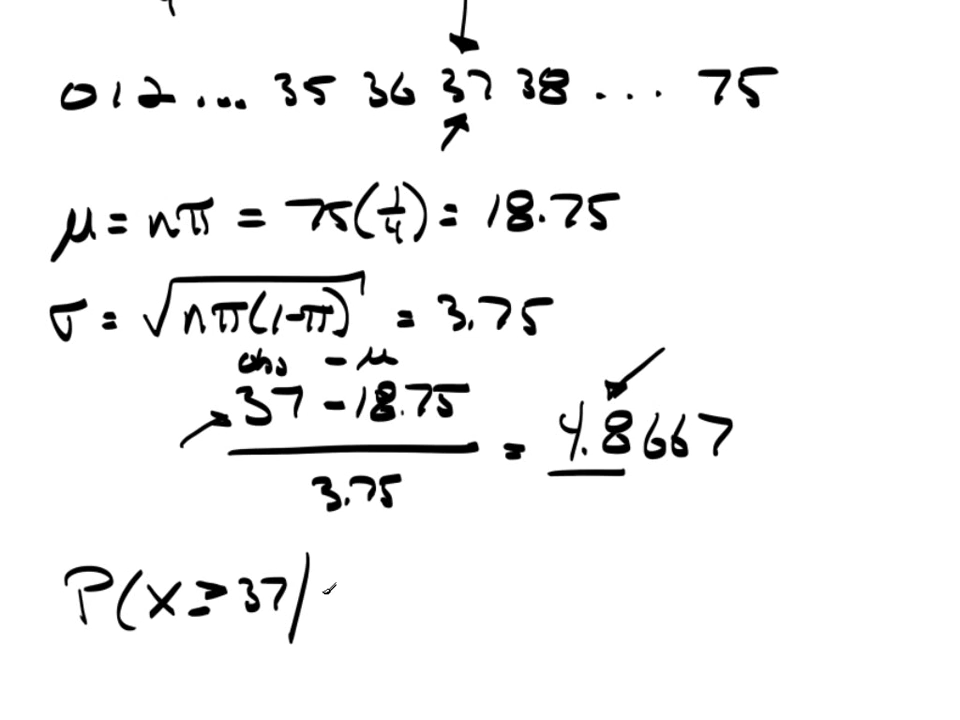 0 1 2 ... 35 36 37 38 ... 75
μ = nπ = 75(1/4) = 18.75
σ = √nπ(1-π) = 3.75
obs - μ
37 - 18.75
3.75
= 4.8667
P(X ≥ 37)